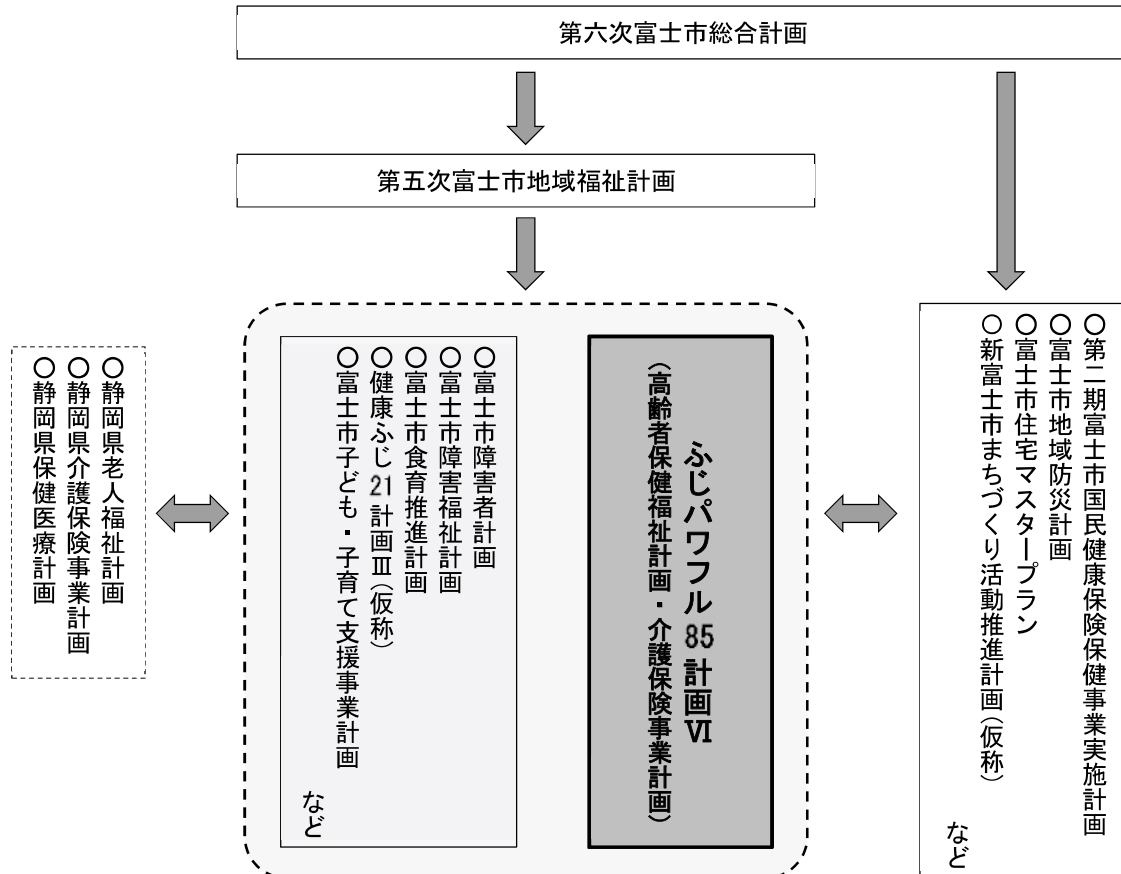 第六次富士市総合計画
第五次富士市地域福祉計画
○静岡県老人福祉計画
○静岡県介護保険事業計画
○静岡県保健医療計画
○富士市障害者計画
○富士市障害福祉計画
○富士市食育推進計画
○健康ふじ21計画Ⅲ(仮称)
○富士市子ども・子育て支援事業計画
など
ふじパワフル85計画Ⅵ
(高齢者保健福祉計画・介護保険事業計画)
○第二期富士市国民健康保険保健事業実施計画
○富士市地域防災計画
○富士市住宅マスタープラン
○新富士市まちづくり活動推進計画(仮称)
など